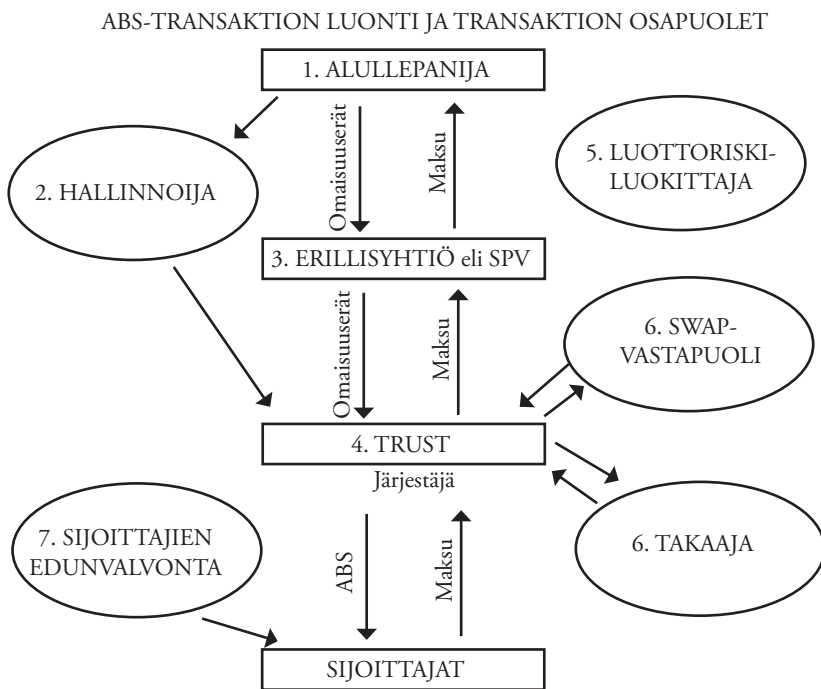 ABS-TRANSAKTION LUONTI JA TRANSAKTION OSAPUOLET
1. ALULLEPANIJA
2. HALLINNOIJA
Omaisuuserät
Maksu
5. LUOTTORISKI-
LUOKITTAJA
3. ERILLISYHTIÖ eli SPV
Omaisuuserät
Maksu
6. SWAP-
VASTAPUOLI
4. TRUST
Järjestäjä
7. SIJOITTAJIEN
EDUNVALVONTA
ABS
Maksu
6. TAKAAJA
SIJOITTAJAT